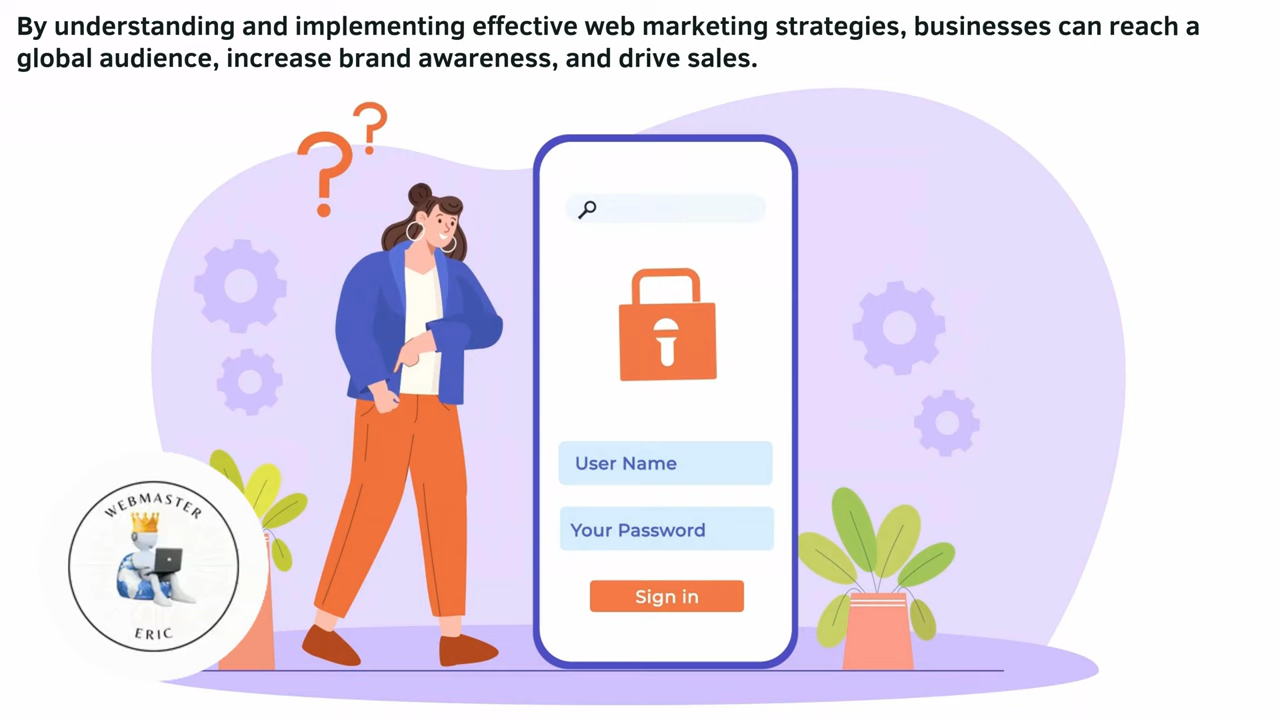 By understanding and implementing effective web marketing strategies, businesses can reach a
global audience, increase brand awareness, and drive sales.
? ?
User Name
Your Password
Sign in
WEBMASTER
ERIC